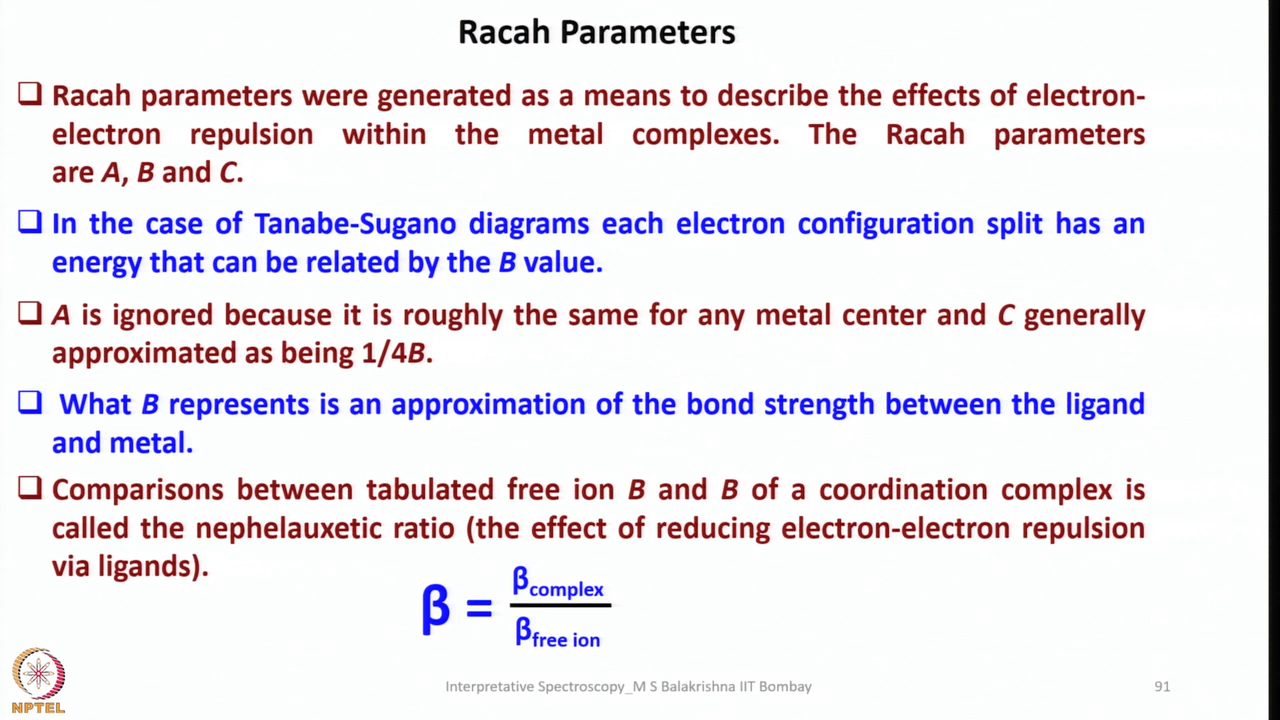 Racah Parameters
❑ Racah parameters were generated as a means to describe the effects of electron-
electron repulsion within the metal complexes. The Racah parameters
are A, B and C.
❑ In the case of Tanabe-Sugano diagrams each electron configuration split has an
energy that can be related by the B value.
❑ A is ignored because it is roughly the same for any metal center and C generally
approximated as being 1/4B.
❑ What B represents is an approximation of the bond strength between the ligand
and metal.
❑ Comparisons between tabulated free ion B and B of a coordination complex is
called the nephelauxetic ratio (the effect of reducing electron-electron repulsion
via ligands).
β = βcomplex / βfree ion
NPTEL
Interpretative Spectroscopy_M S Balakrishna IIT Bombay
91